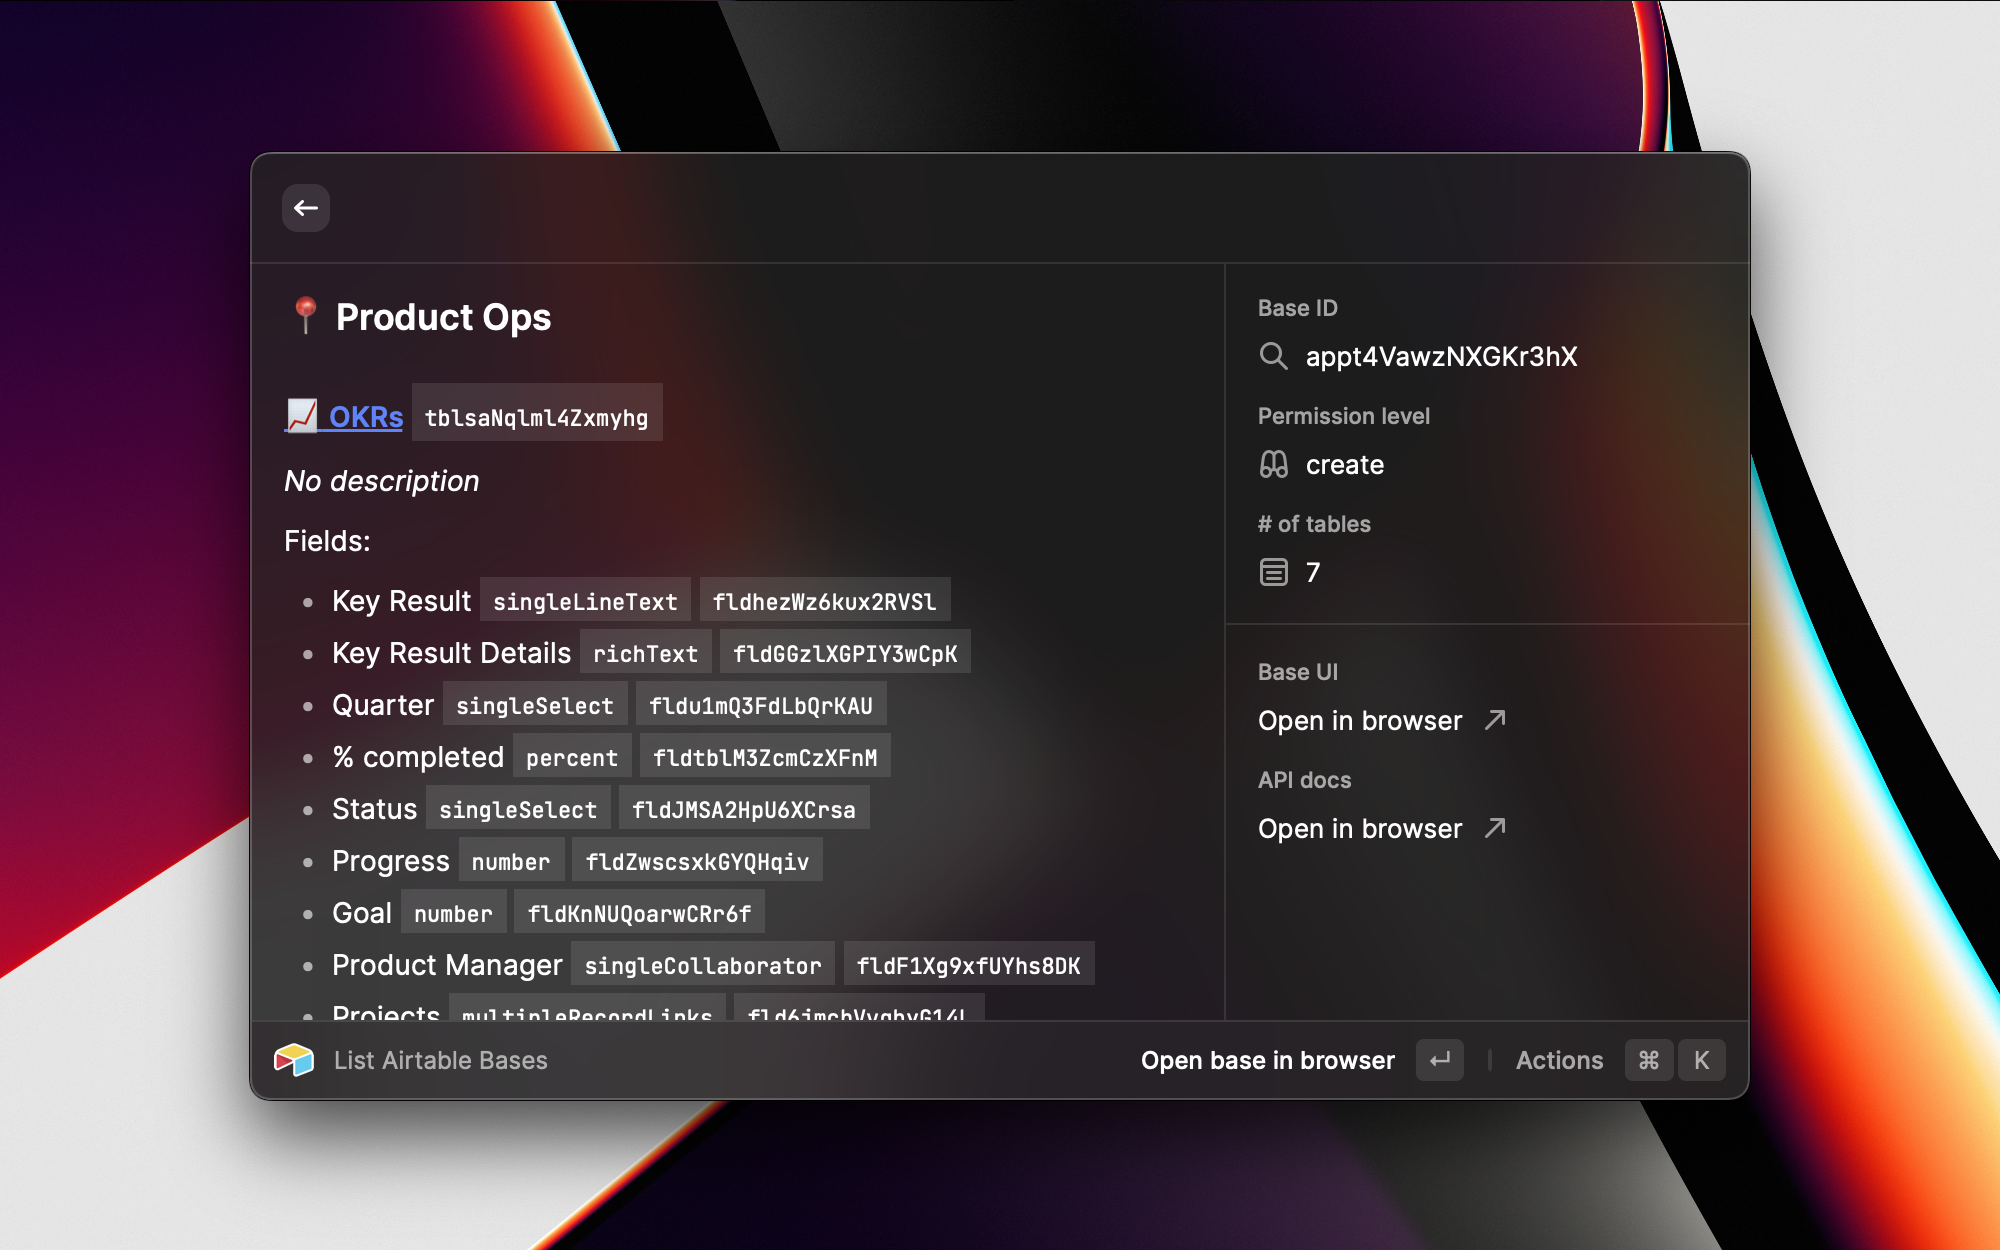 Product Ops
OKRs tblsaNqlml4Zxmyhg
No description
Fields:
Key Result singleLineText fldhezWz6kux2RVSl
Key Result Details richText fldGGzlXGPIY3wCpK
Quarter singleSelect fldu1mQ3FdLbQrKAU
% completed percent fldtblM3ZcmCzXFnM
Status singleSelect fldJMSA2HpU6XCrsa
Progress number fldZwscsxkGYQHqiv
Goal number fldKnNUQoarwCRr6f
Product Manager singleCollaborator fldF1Xg9xfUYhs8DK
Projects multipleRecordLinks
Base ID
appt4VawzNXGKr3hX
Permission level
create
# of tables
7
Base UI
Open in browser
API docs
Open in browser
List Airtable Bases
Open base in browser
Actions ⌘ K